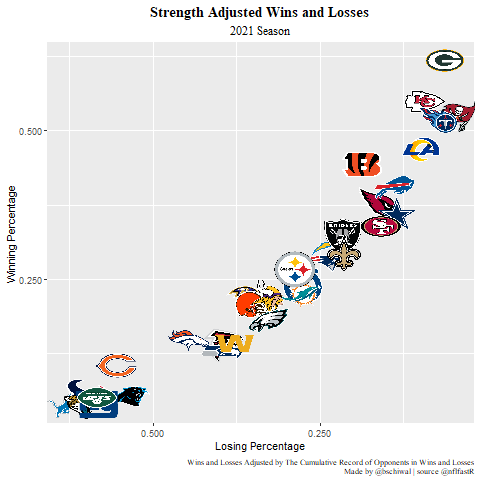 Strength Adjusted Wins and Losses
2021 Season
Winning Percentage
0.500
0.250
0.500
0.250
Losing Percentage
RAIDERS
JETS
Wins and Losses Adjusted by The Cumulative Record of Opponents in Wins and Losses
Made by @bschiwal | source @nflfastR